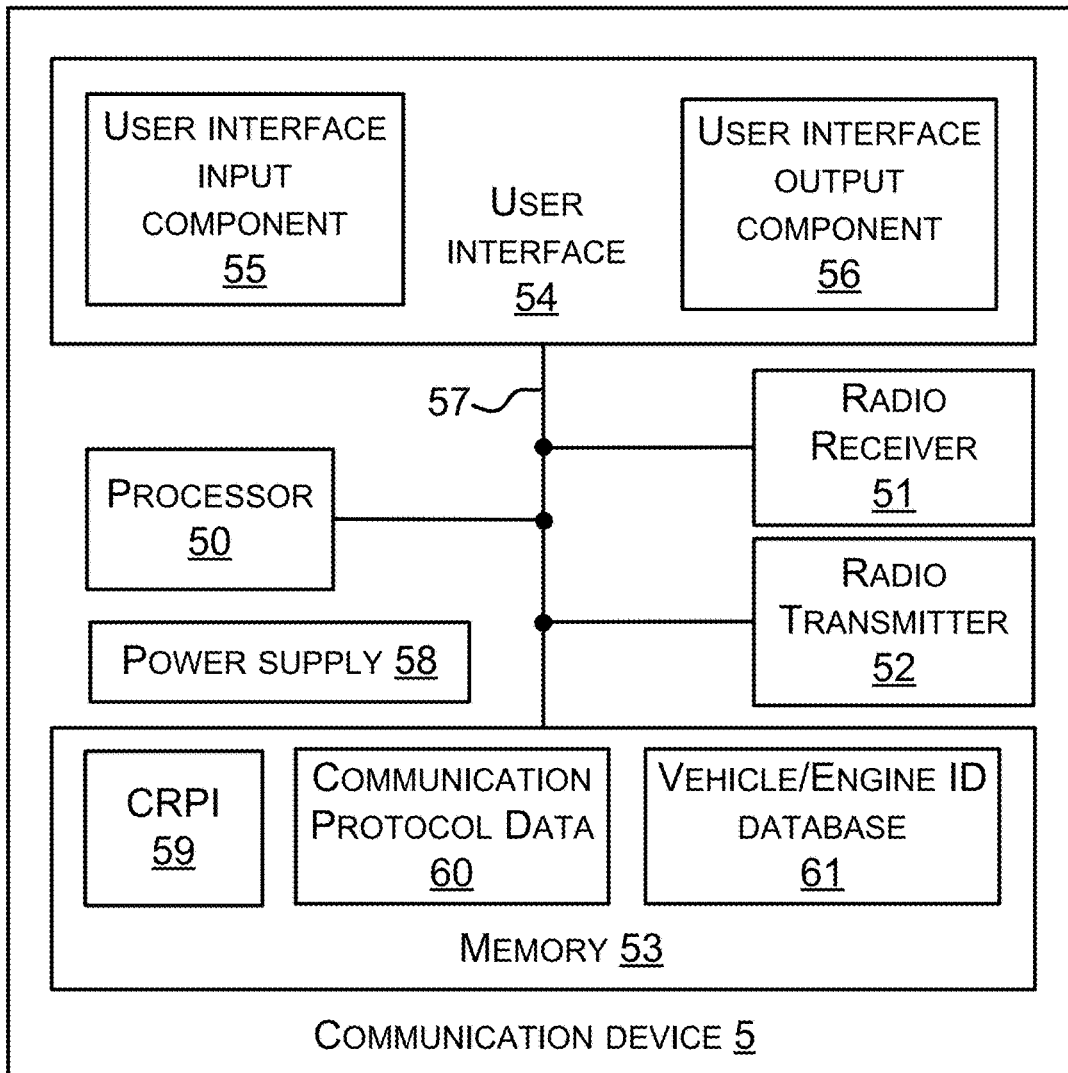 USER INTERFACE
INPUT
COMPONENT
55
USER
INTERFACE
54
USER INTERFACE
OUTPUT
COMPONENT
56
57
RADIO
RECEIVER
51
PROCESSOR
50
RADIO
TRANSMITTER
52
POWER SUPPLY 58
CRPI
59
COMMUNICATION
PROTOCOL DATA
60
VEHICLE/ENGINE ID
DATABASE
61
MEMORY 53
COMMUNICATION DEVICE 5